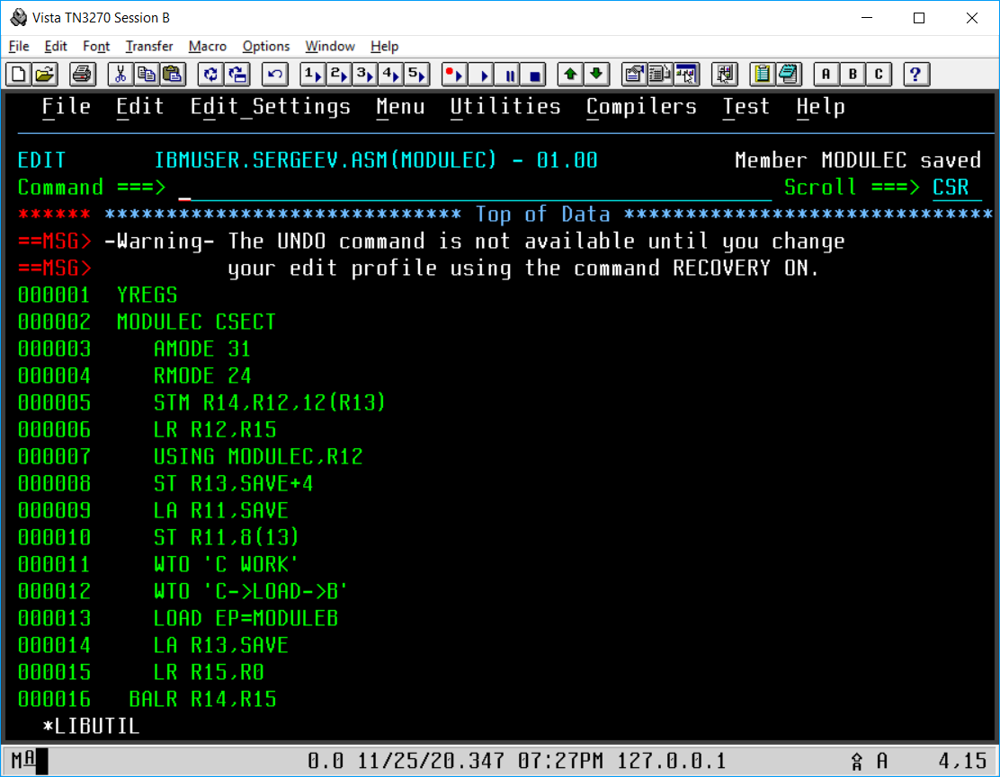 Vista TN3270 Session B
File Edit Font Transfer Macro Options Window Help
1 2 3 4 5 A B C ?
File Edit Edit_Settings Menu Utilities Compilers Test Help
EDIT IBMUSER.SERGEEV.ASM(MODULEC) - 01.00 Member MODULEC saved
Command ===> Scroll ===> CSR
****** ***************************** Top of Data ******************************
==MSG> -Warning- The UNDO command is not available until you change
==MSG> your edit profile using the command RECOVERY ON.
000001 YREGS
000002 MODULEC CSECT
000003 AMODE 31
000004 RMODE 24
000005 STM R14,R12,12(R13)
000006 LR R12,R15
000007 USING MODULEC,R12
000008 ST R13,SAVE+4
000009 LA R11,SAVE
000010 ST R11,8(13)
000011 WTO 'C WORK'
000012 WTO 'C->LOAD->B'
000013 LOAD EP=MODULEB
000014 LA R13,SAVE
000015 LR R15,R0
000016 BALR R14,R15
*LIBUTIL
MA 0.0 11/25/20.347 07:27PM 127.0.0.1 A 4,15